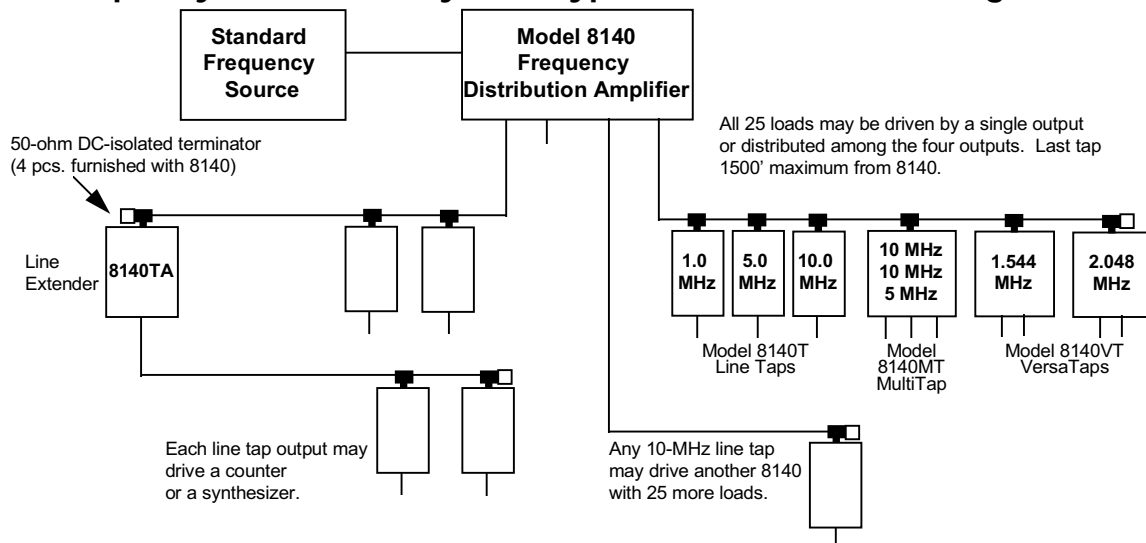 Standard
Frequency
Source
Model 8140
Frequency
Distribution Amplifier
50-ohm DC-isolated terminator
(4 pcs. furnished with 8140)
All 25 loads may be driven by a single output
or distributed among the four outputs.  Last tap
1500' maximum from 8140.
Line
Extender
8140TA
1.0
MHz
5.0
MHz
10.0
MHz
10 MHz
10 MHz
5 MHz
1.544
MHz
2.048
MHz
Model 8140T
Line Taps
Model
8140MT
MultiTap
Model 8140VT
VersaTaps
Each line tap output may
drive a counter
or a synthesizer.
Any 10-MHz line tap
may drive another 8140
with 25 more loads.